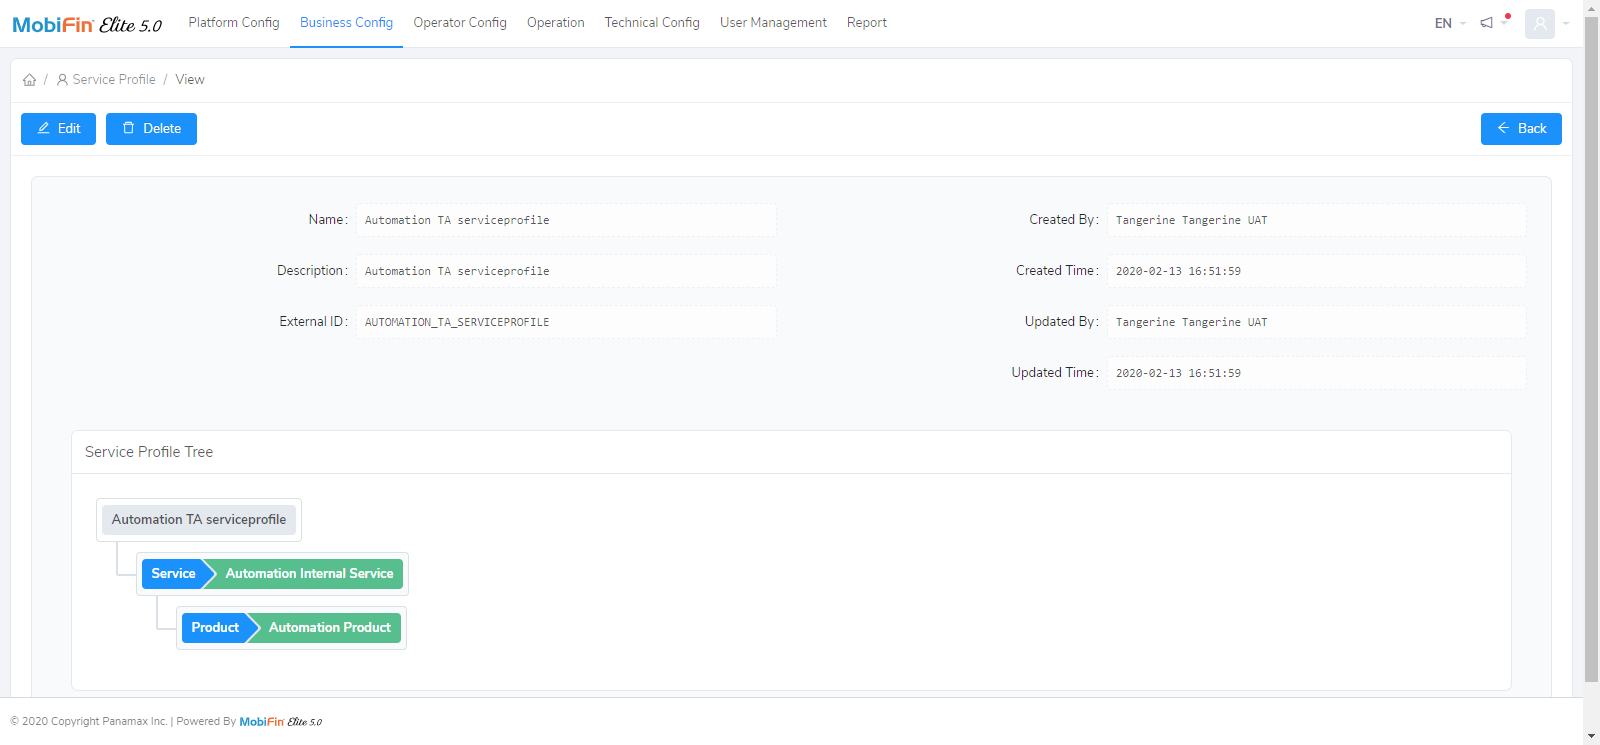 MobiFin Elite 5.0 Platform Config Business Config Operator Config Operation Technical Config User Management Report EN
/ Service Profile / View
Edit Delete Back
Name: Automation TA serviceprofile
Description: Automation TA serviceprofile
External ID: AUTOMATION_TA_SERVICEPROFILE
Created By: Tangerine Tangerine UAT
Created Time: 2020-02-13 16:51:59
Updated By: Tangerine Tangerine UAT
Updated Time: 2020-02-13 16:51:59
Service Profile Tree
Automation TA serviceprofile
Service Automation Internal Service
Product Automation Product
© 2020 Copyright Panamax Inc. | Powered By MobiFin Elite 5.0